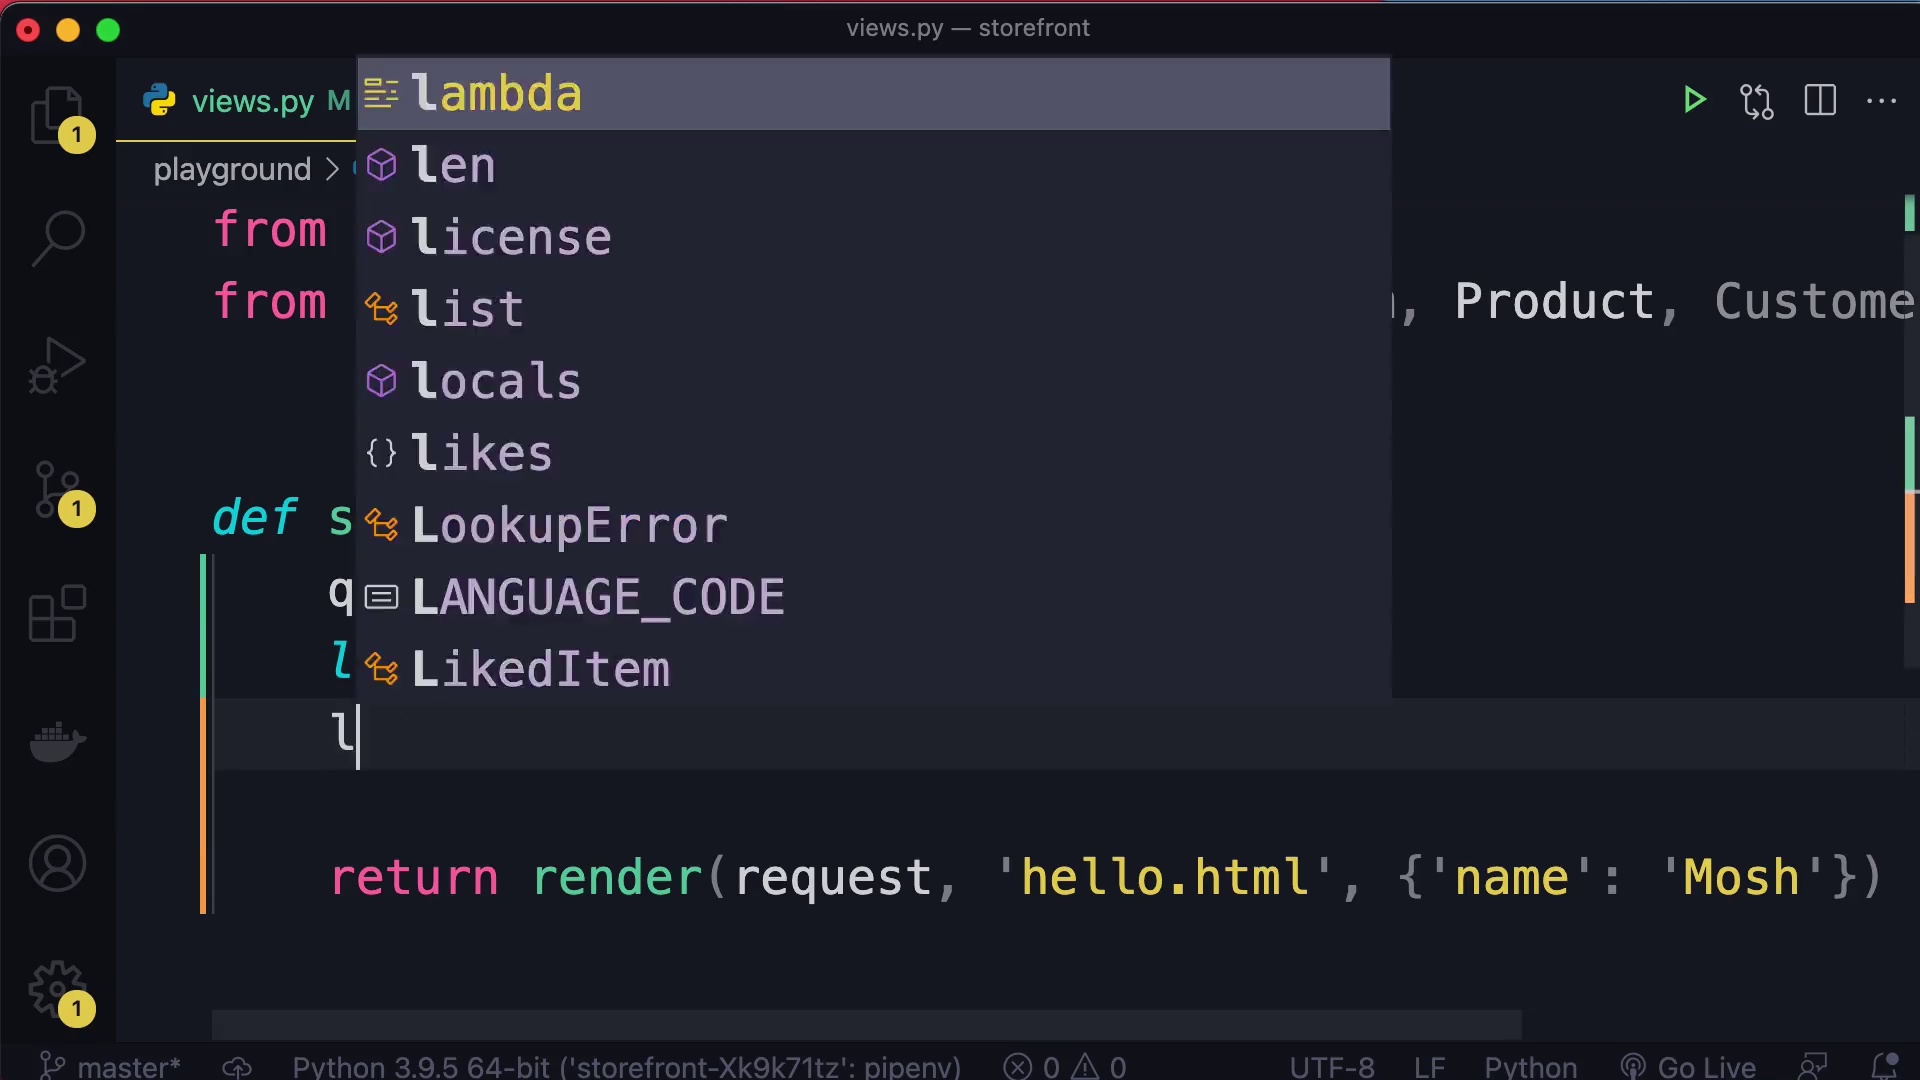 views.py — storefront
views.py M
playground >
lambda
len
license
list
locals
likes
LookupError
LANGUAGE_CODE
LikedItem
from
from , Product, Custome
def s
q
l
l
return render(request, 'hello.html', {'name': 'Mosh'})
1
1
1
master* Python 3.9.5 64-bit ('storefront-Xk9k71tz': pipenv) 0 0 UTF-8 LF Python Go Live